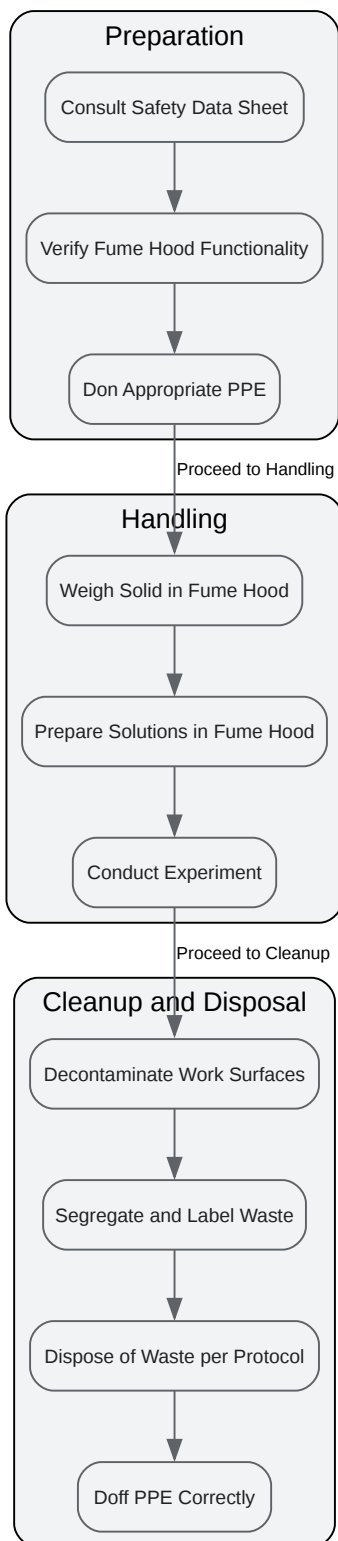 Preparation
Consult Safety Data Sheet
Verify Fume Hood Functionality
Don Appropriate PPE
Proceed to Handling
Handling
Weigh Solid in Fume Hood
Prepare Solutions in Fume Hood
Conduct Experiment
Proceed to Cleanup
Cleanup and Disposal
Decontaminate Work Surfaces
Segregate and Label Waste
Dispose of Waste per Protocol
Doff PPE Correctly